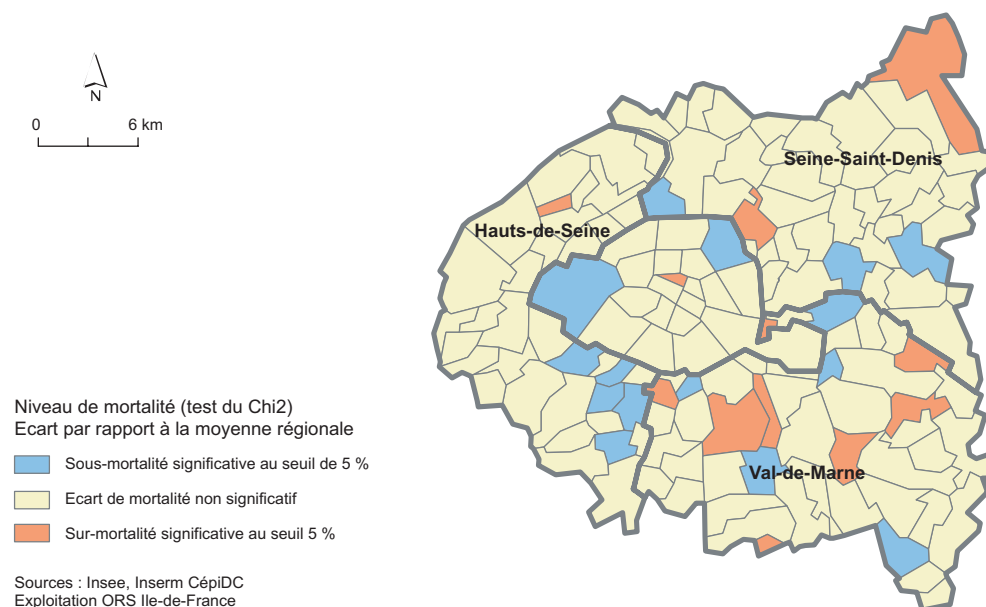 N
0 6 km
Seine-Saint-Denis
Hauts-de-Seine
Val-de-Marne
Niveau de mortalité (test du Chi2)
Ecart par rapport à la moyenne régionale
Sous-mortalité significative au seuil de 5 %
Ecart de mortalité non significatif
Sur-mortalité significative au seuil 5 %
Sources : Insee, Inserm CépiDC
Exploitation ORS Ile-de-France